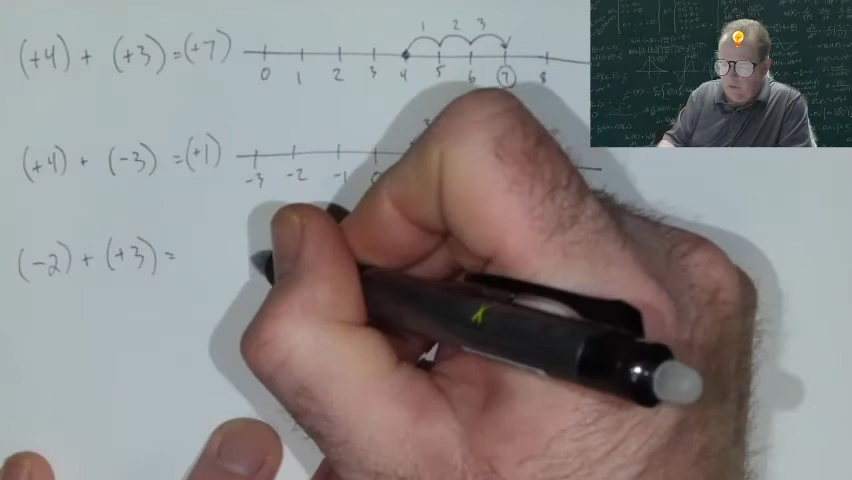 1 2 3
(+4) + (+3) = (+7)
0 1 2 3 4 5 6 7 8
(+4) + (-3) = (+1)
-3 -2 -1
(-2) + (+3) =